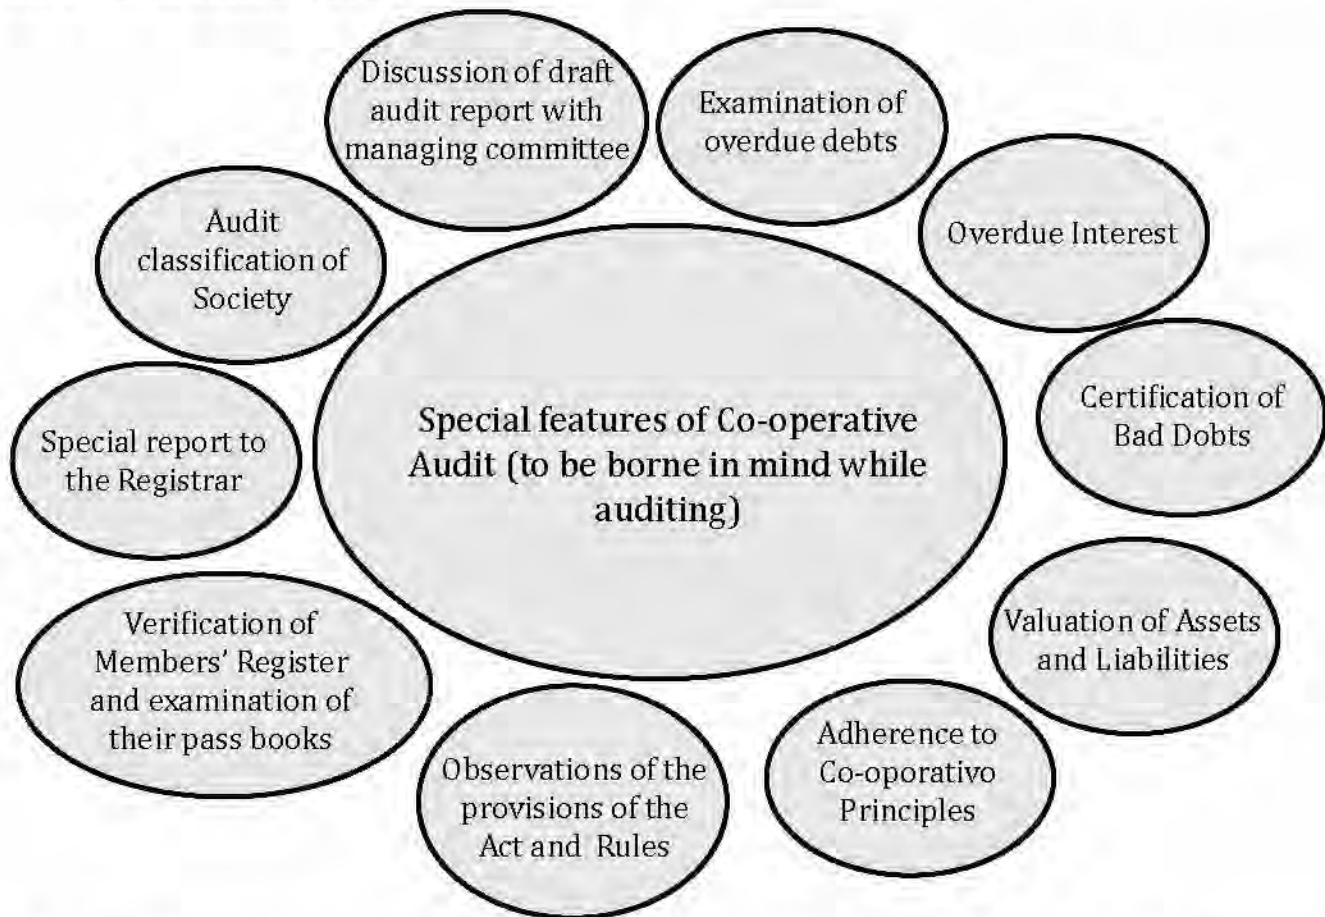 Discussion of draft
audit report with
managing committee
Examination of
overdue debts
Overdue Interest
Certification of
Bad Dobts
Valuation of Assets
and Liabilities
Adherence to
Co-oporativo
Principles
Observations of the
provisions of the
Act and Rules
Verification of
Members' Register
and examination of
their pass books
Special report to
the Registrar
Audit
classification of
Society
Special features of Co-operative
Audit (to be borne in mind while
auditing)